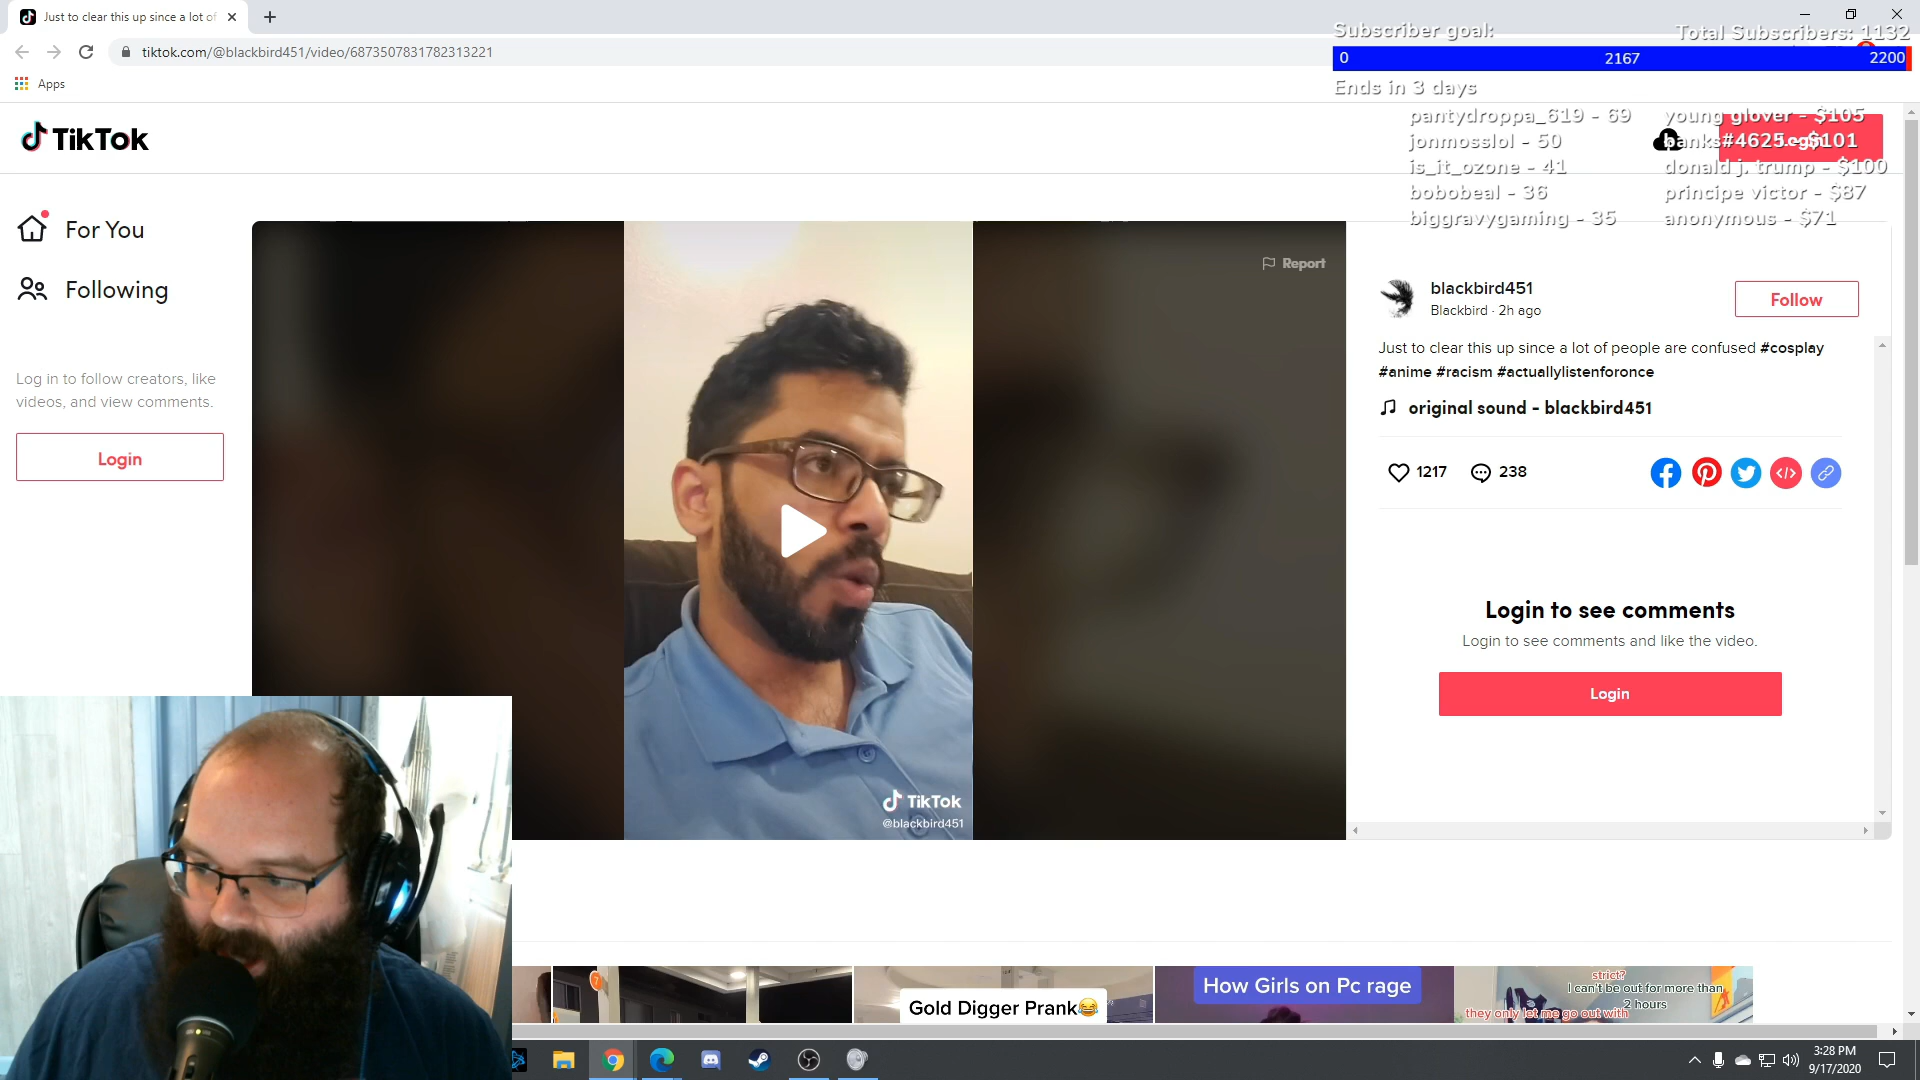 Just to clear this up since a lot of
tiktok.com/@blackbird451/video/6873507831782313221
Apps
Subscriber goal:
Total Subscribers: 1132
0
2167
2200
Ends in 3 days
pantydroppa_619 - 69
jonmosslol - 50
is_it_ozone - 41
bobobeal - 36
biggravygaming - 35
young glover - $105
banks#4625 - $101
donald j. trump - $100
principe victor - $87
anonymous - $71
TikTok
Login
For You
Following
Log in to follow creators, like
videos, and view comments.
Login
Report
TikTok
@blackbird451
blackbird451
Blackbird · 2h ago
Follow
Just to clear this up since a lot of people are confused #cosplay
#anime #racism #actuallylistenforonce
original sound - blackbird451
1217
238
Login to see comments
Login to see comments and like the video.
Login
Gold Digger Prank😂
How Girls on Pc rage
strict?
I can't be out for more than
2 hours
they only let me go out with
3:28 PM
9/17/2020